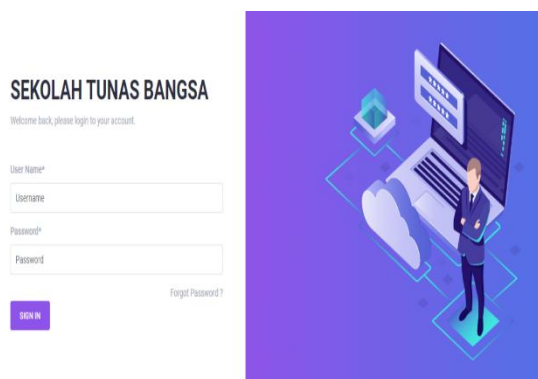 SEKOLAH TUNAS BANGSA
Welcome back, please login to your account.
User Name*
Username
Password*
Password
Forgot Password ?
SIGN IN